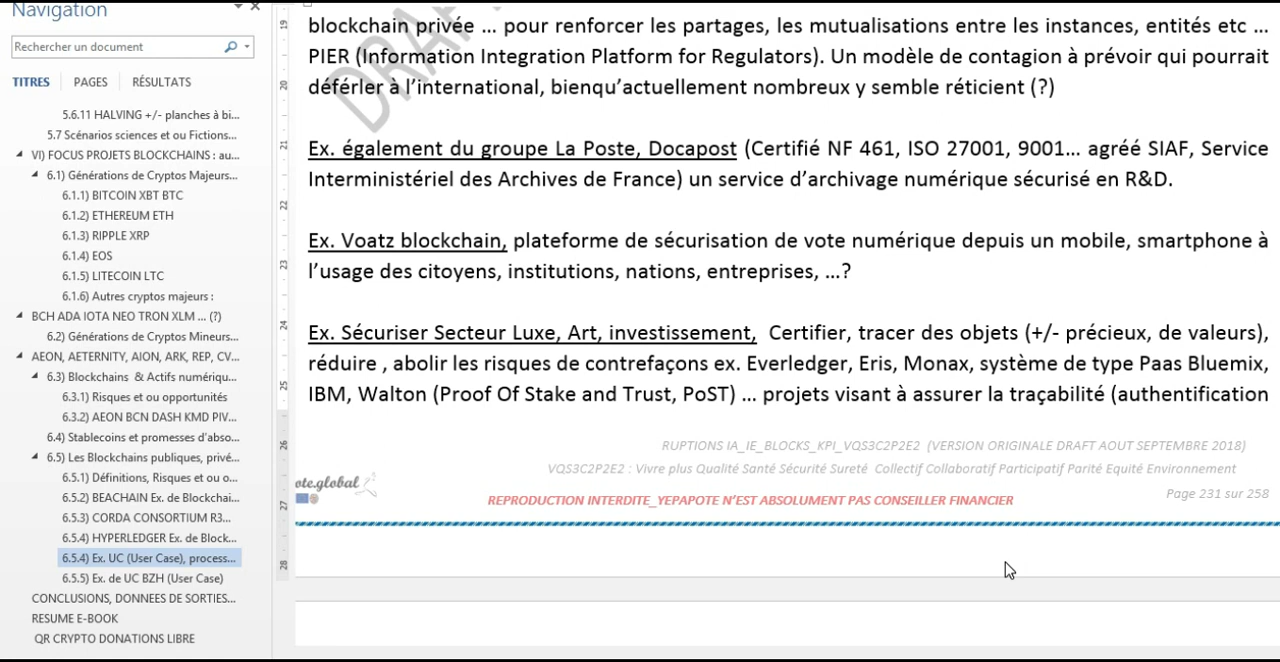 Navigation
Rechercher un document
TITRES PAGES RÉSULTATS
5.6.11 HALVING +/- planches à bi...
5.7 Scénarios sciences et ou Fictions...
VI) FOCUS PROJETS BLOCKCHAINS : au...
6.1) Générations de Cryptos Majeurs...
6.1.1) BITCOIN XBT BTC
6.1.2) ETHEREUM ETH
6.1.3) RIPPLE XRP
6.1.4) EOS
6.1.5) LITECOIN LTC
6.1.6) Autres cryptos majeurs :
BCH ADA IOTA NEO TRON XLM ... (?)
6.2) Générations de Cryptos Mineurs...
AEON, AETERNITY, AION, ARK, REP, CV...
6.3) Blockchains & Actifs numériqu...
6.3.1) Risques et ou opportunités
6.3.2) AEON BCN DASH KMD PIV...
6.4) Stablecoins et promesses d'abso...
6.5) Les Blockchains publiques, privé...
6.5.1) Définitions, Risques et ou o...
6.5.2) BEACHAIN Ex. de Blockchai...
6.5.3) CORDA CONSORTIUM R3...
6.5.4) HYPERLEDGER Ex. de Block...
6.5.4) Ex. UC (User Case), process...
6.5.5) Ex. de UC BZH (User Case)
CONCLUSIONS, DONNEES DE SORTIES...
RESUME E-BOOK
QR CRYPTO DONATIONS LIBRE
19
20
21
22
23
24
25
26
27
28
blockchain privée ... pour renforcer les partages, les mutualisations entre les instances, entités etc ...
PIER (Information Integration Platform for Regulators). Un modèle de contagion à prévoir qui pourrait
déférler à l'international, bienqu'actuellement nombreux y semble réticient (?)
Ex. également du groupe La Poste, Docapost (Certifié NF 461, ISO 27001, 9001... agréé SIAF, Service
Interministériel des Archives de France) un service d'archivage numérique sécurisé en R&D.
Ex. Voatz blockchain, plateforme de sécurisation de vote numérique depuis un mobile, smartphone à
l'usage des citoyens, institutions, nations, entreprises, ...?
Ex. Sécuriser Secteur Luxe, Art, investissement, Certifier, tracer des objets (+/- précieux, de valeurs),
réduire , abolir les risques de contrefaçons ex. Everledger, Eris, Monax, système de type Paas Bluemix,
IBM, Walton (Proof Of Stake and Trust, PoST) ... projets visant à assurer la traçabilité (authentification
RUPTIONS IA_IE_BLOCKS_KPI_VQS3C2P2E2 (VERSION ORIGINALE DRAFT AOUT SEPTEMBRE 2018)
VQS3C2P2E2 : Vivre plus Qualité Santé Sécurité Sureté Collectif Collaboratif Participatif Parité Equité Environnement
ote.global
REPRODUCTION INTERDITE_YEPAPOTE N'EST ABSOLUMENT PAS CONSEILLER FINANCIER
Page 231 sur 258